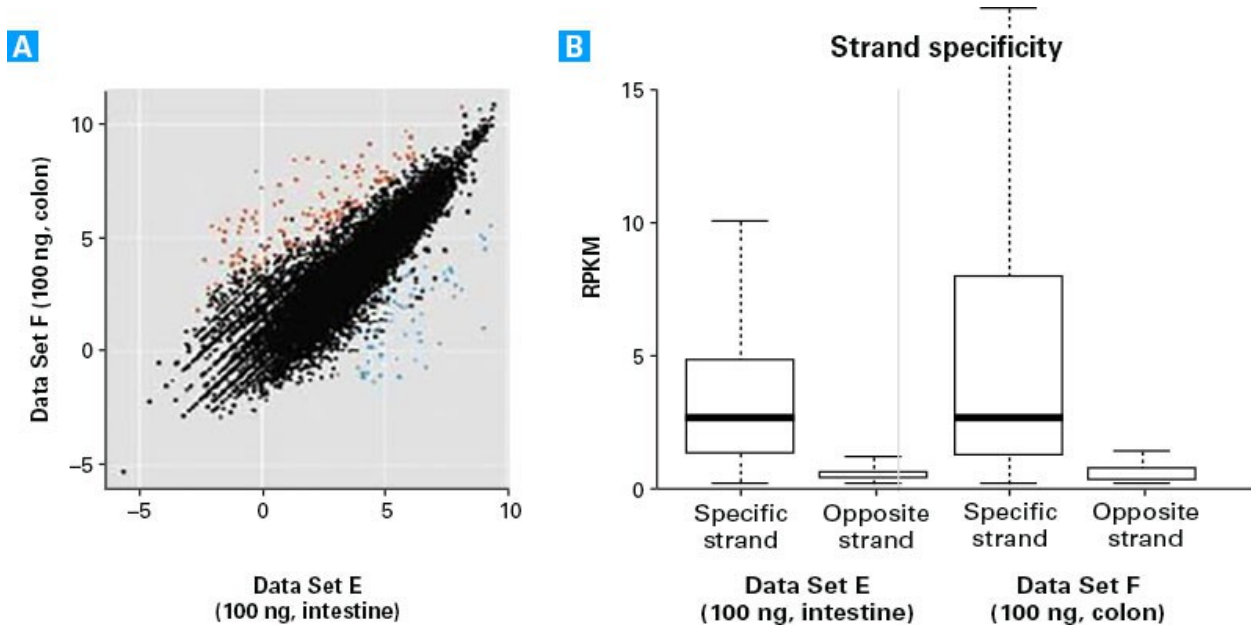 A
10
5
0
–5
–5
0
5
10
Data Set F (100 ng, colon)
Data Set E
(100 ng, intestine)
B
Strand specificity
15
10
5
0
RPKM
Specific
strand
Opposite
strand
Specific
strand
Opposite
strand
Data Set E
(100 ng, intestine)
Data Set F
(100 ng, colon)